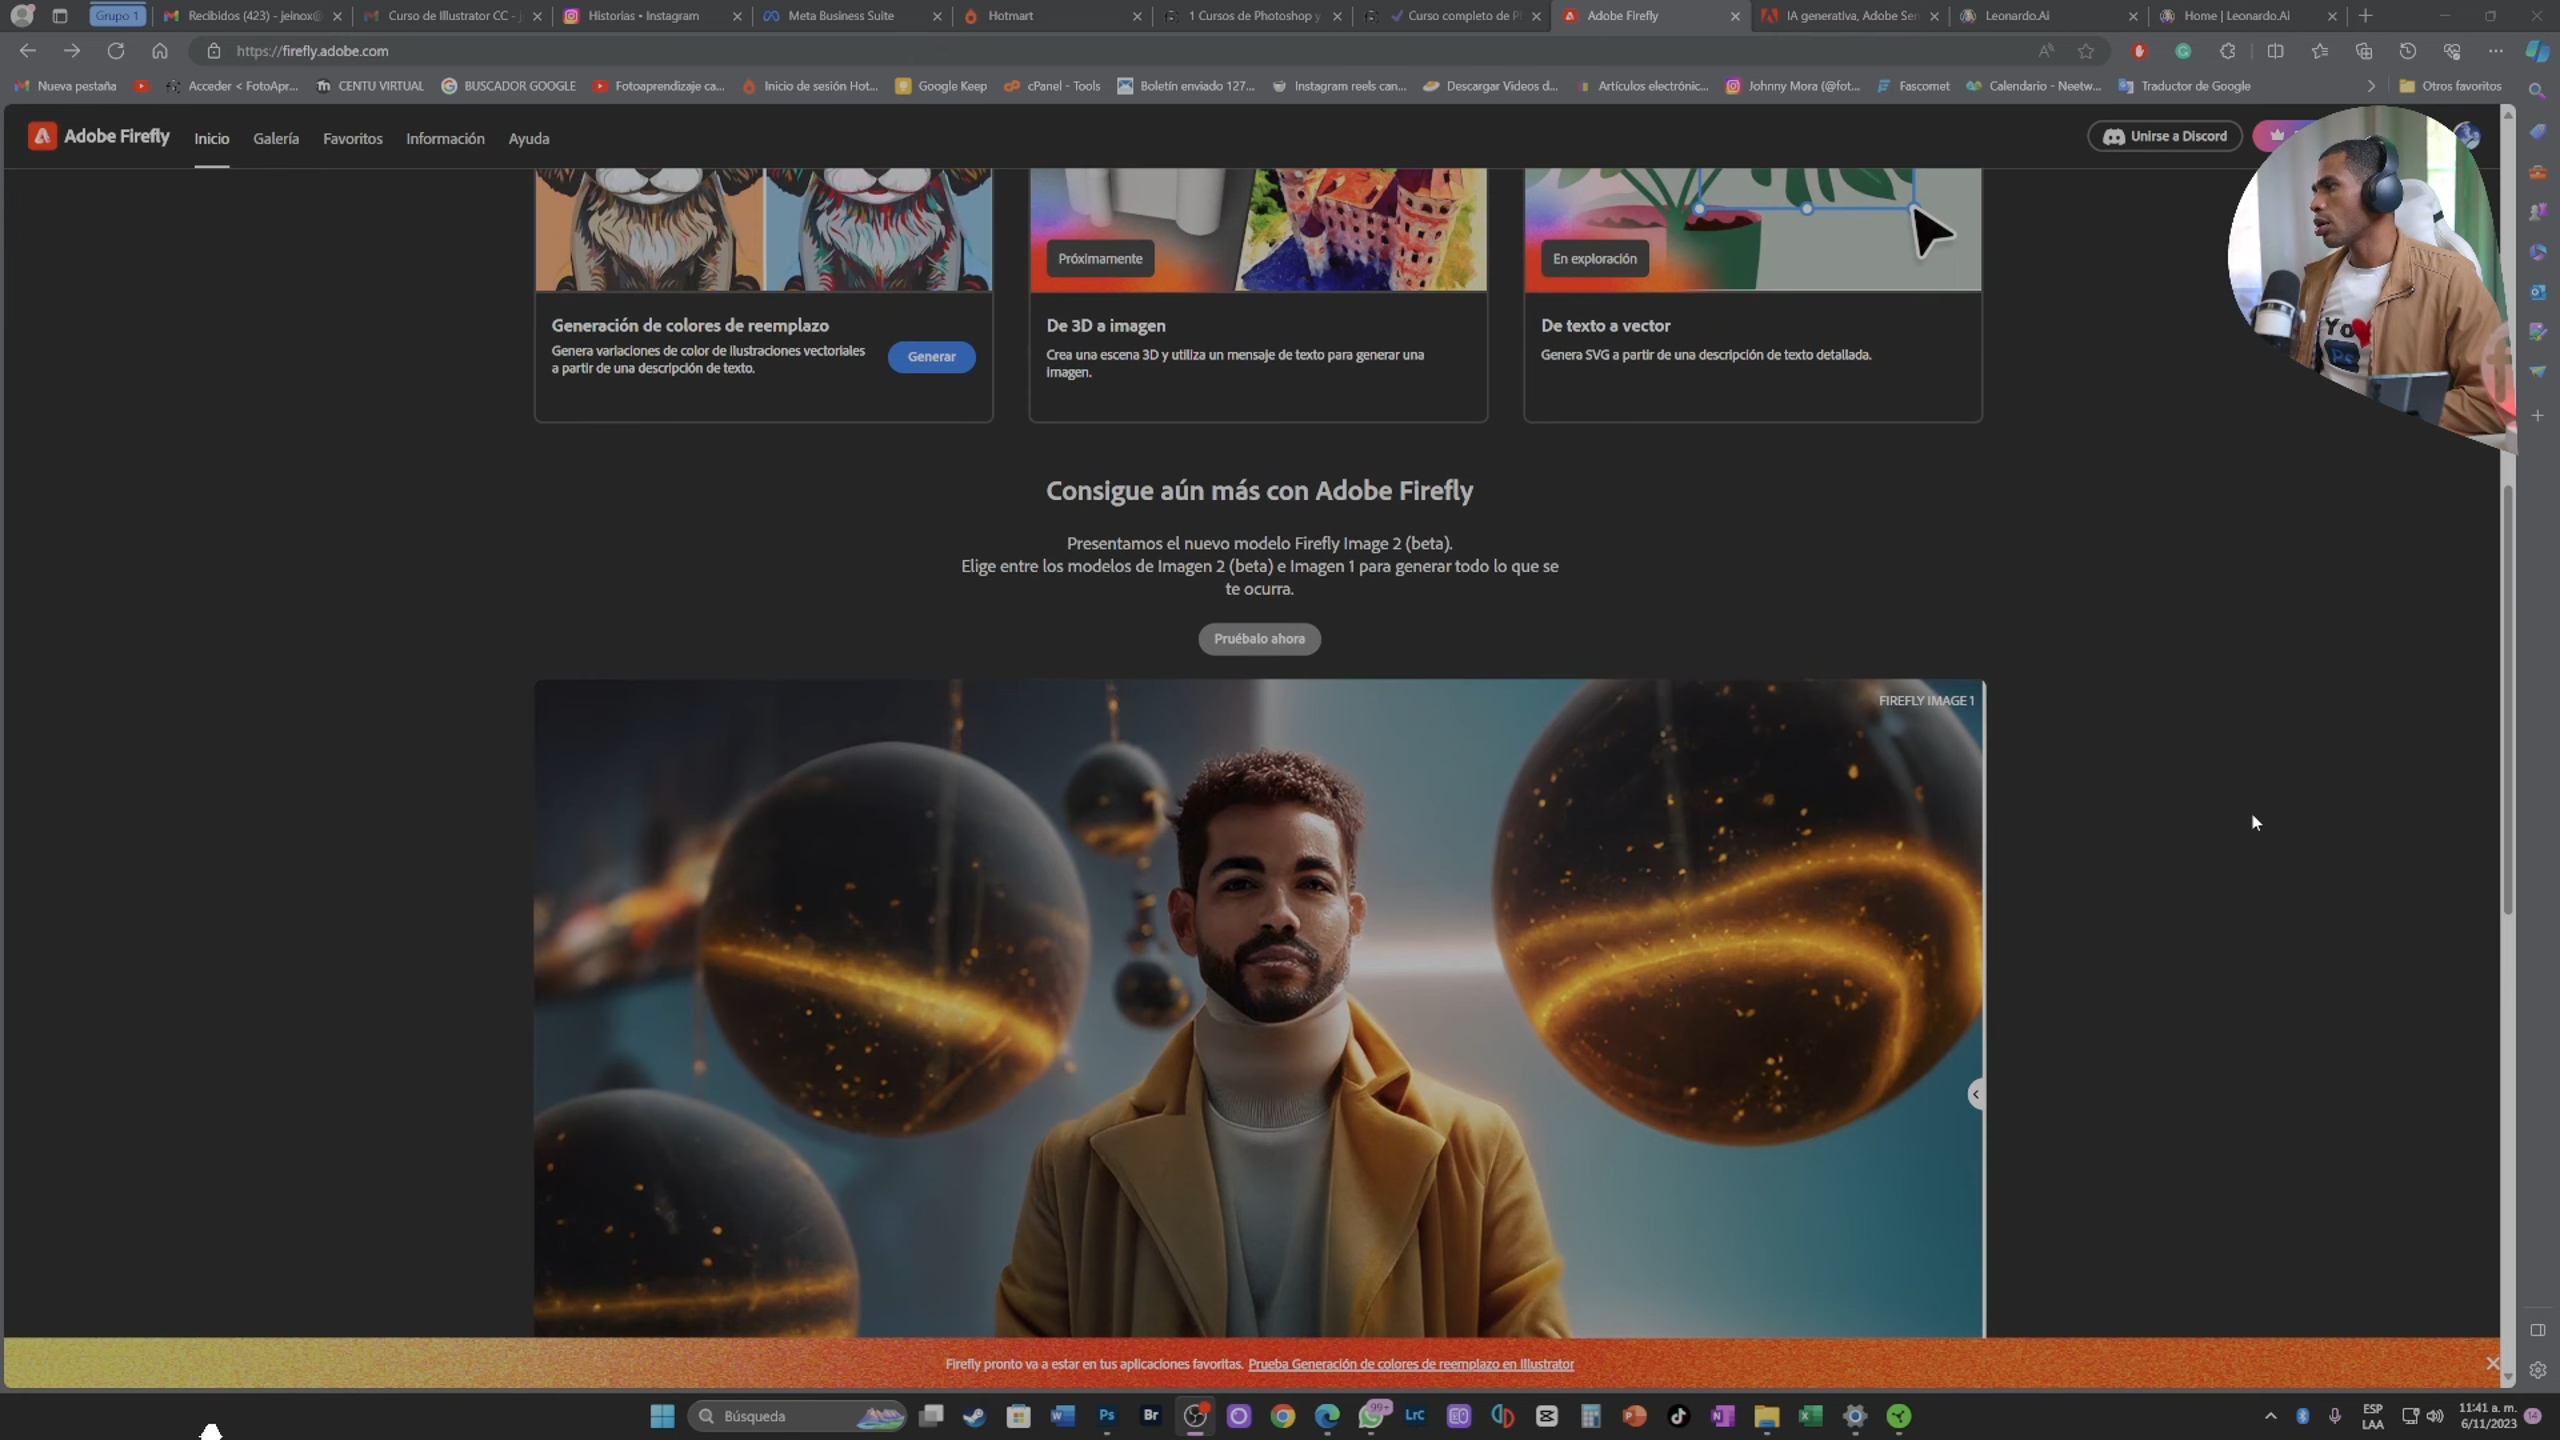 Grupo 1
Recibidos (423) - jeinox@
Curso de Illustrator CC - j
Historias • Instagram
Meta Business Suite
Hotmart
1 Cursos de Photoshop y
Curso completo de P
Adobe Firefly
IA generativa, Adobe Sen
Leonardo.Ai
Home | Leonardo.AI
https://firefly.adobe.com
Nueva pestaña
Acceder < FotoApr...
CENTU VIRTUAL
BUSCADOR GOOGLE
Fotoaprendizaje ca...
Inicio de sesión Hot...
Google Keep
cPanel - Tools
Boletín enviado 127...
Instagram reels can...
Descargar Videos d...
Artículos electrónic...
Johnny Mora (@fot...
Fascomet
Calendario - Neetw...
Traductor de Google
Otros favoritos
Adobe Firefly
Inicio
Galería
Favoritos
Información
Ayuda
Unirse a Discord
Próximamente
En exploración
Yo
Ps
Generación de colores de reemplazo
Genera variaciones de color de ilustraciones vectoriales
a partir de una descripción de texto.
Generar
De 3D a imagen
Crea una escena 3D y utiliza un mensaje de texto para generar una
imagen.
De texto a vector
Genera SVG a partir de una descripción de texto detallada.
Consigue aún más con Adobe Firefly
Presentamos el nuevo modelo Firefly Image 2 (beta).
Elige entre los modelos de Imagen 2 (beta) e Imagen 1 para generar todo lo que se
te ocurra.
Pruébalo ahora
FIREFLY IMAGE 1
Firefly pronto va a estar en tus aplicaciones favoritas. Prueba Generación de colores de reemplazo en Illustrator
Búsqueda
Ps
Br
99+
LrC
ESP
LAA
11:41 a. m.
6/11/2023
14